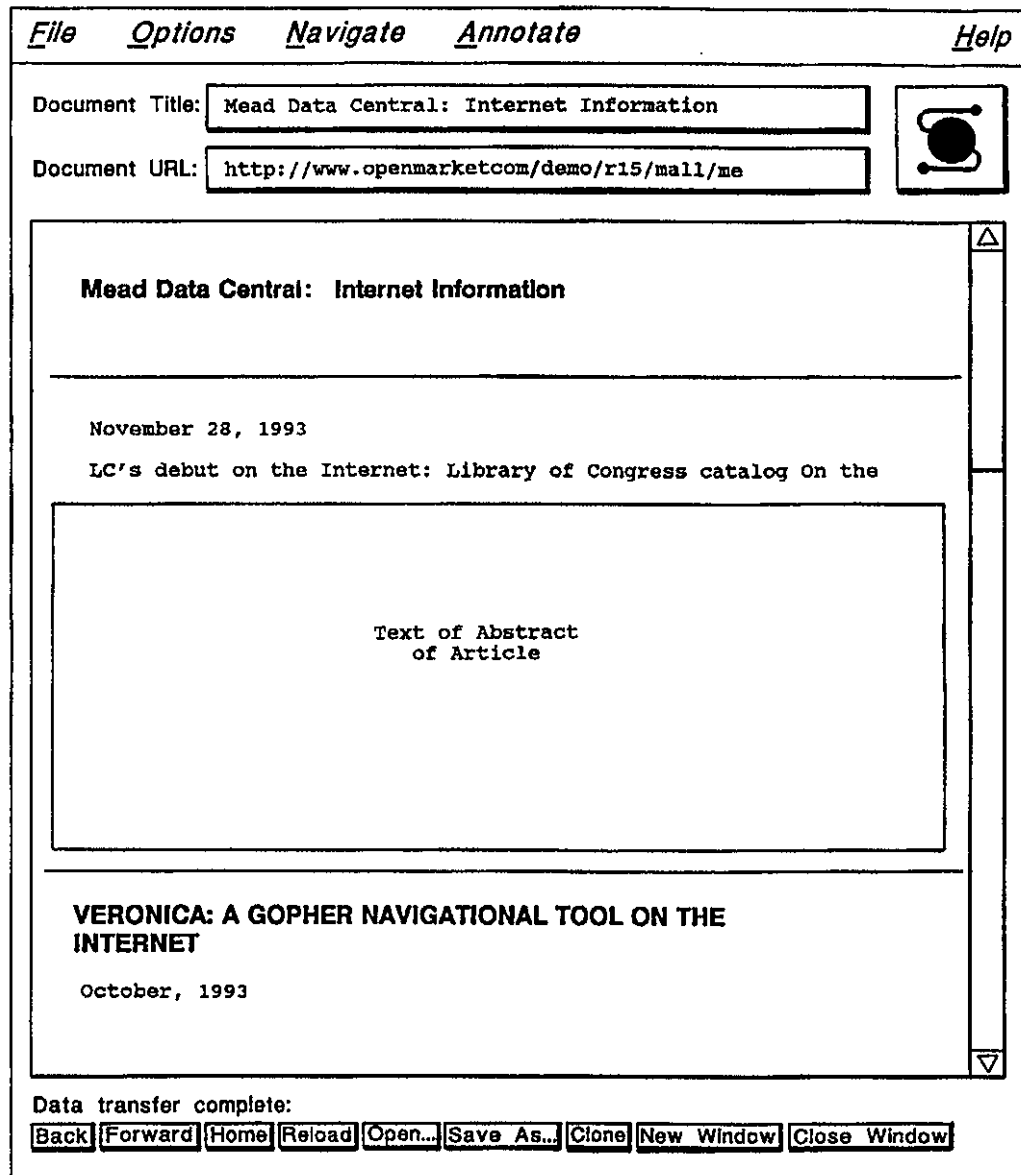 File Options Navigate Annotate Help
Document Title: Mead Data Central: Internet Information
Document URL: http://www.openmarketcom/demo/r15/mall/me
Mead Data Central: Internet Information
November 28, 1993
LC's debut on the Internet: Library of Congress catalog On the
Text of Abstract
of Article
VERONICA: A GOPHER NAVIGATIONAL TOOL ON THE
INTERNET
October, 1993
Data transfer complete:
Back Forward Home Reload Open... Save As... Clone New Window Close Window